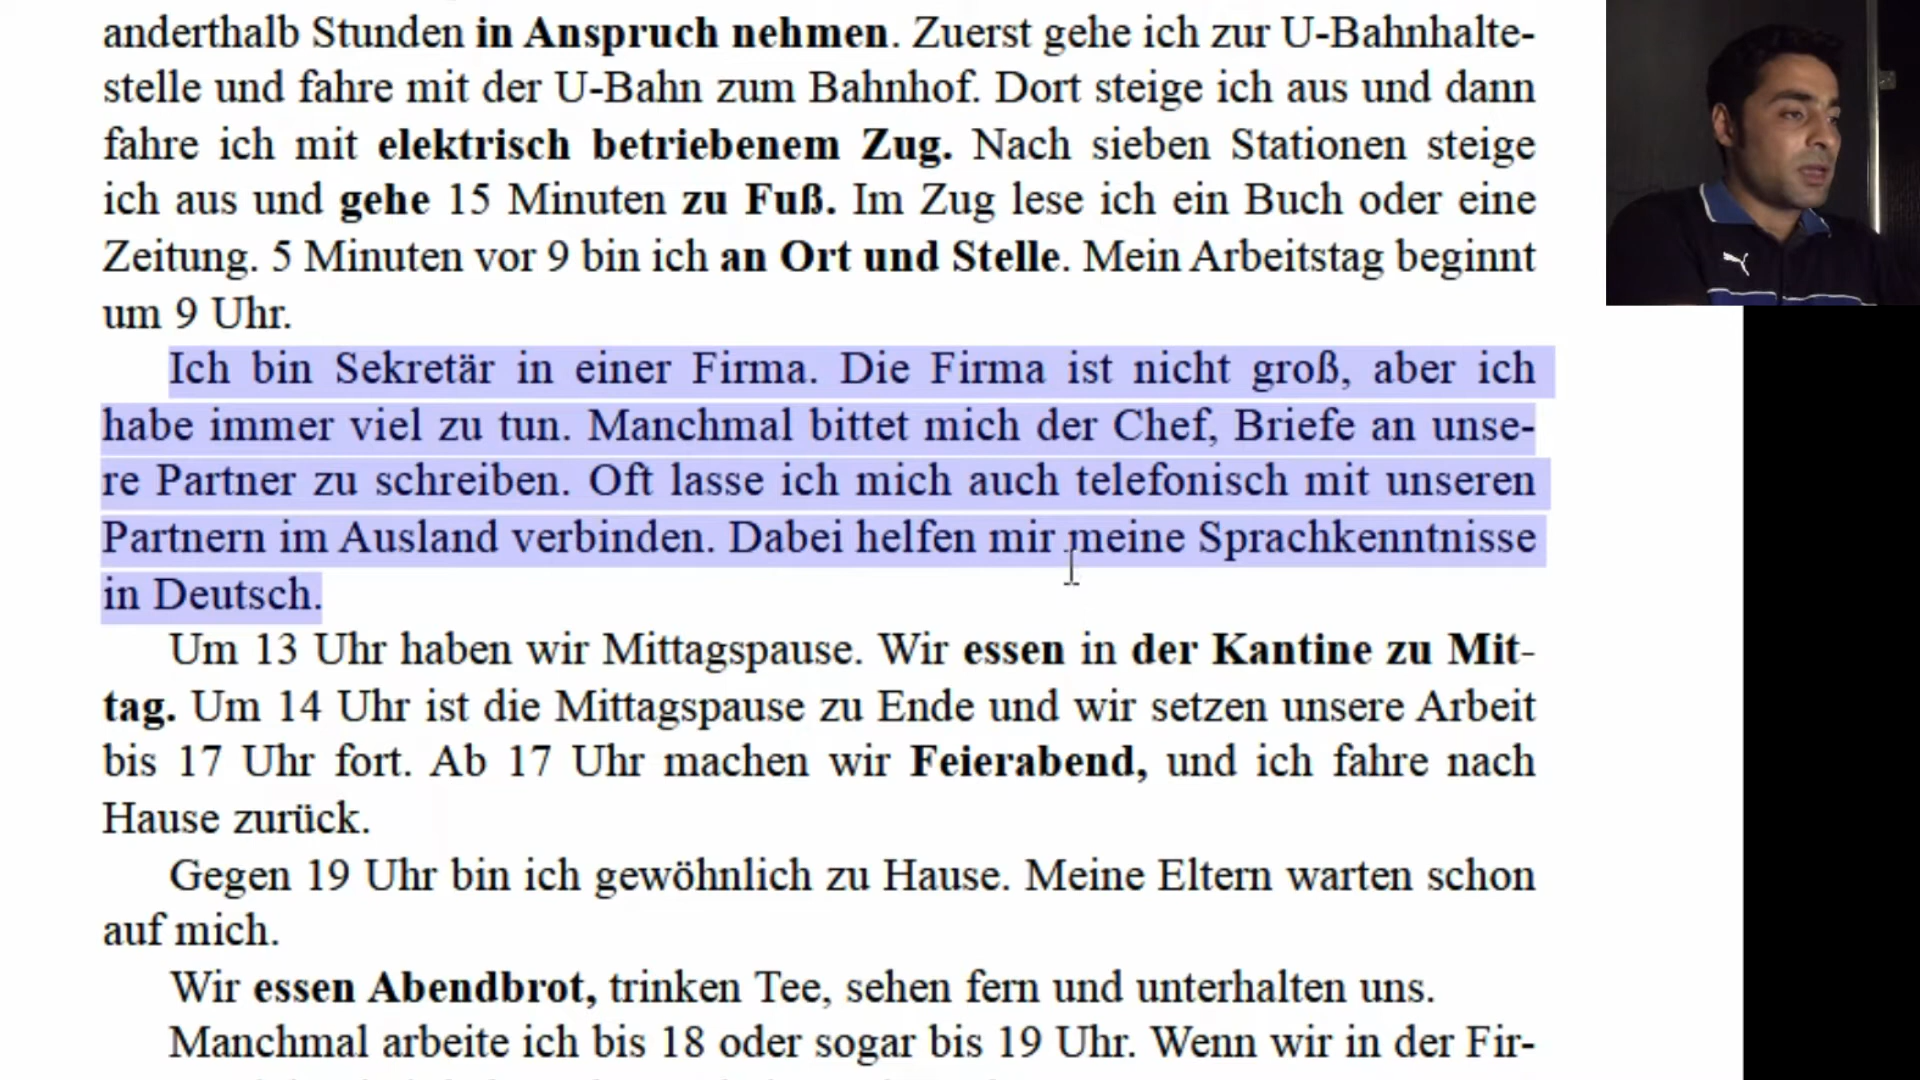 anderthalb Stunden in Anspruch nehmen. Zuerst gehe ich zur U-Bahnhalte-
stelle und fahre mit der U-Bahn zum Bahnhof. Dort steige ich aus und dann
fahre ich mit elektrisch betriebenem Zug. Nach sieben Stationen steige
ich aus und gehe 15 Minuten zu Fuß. Im Zug lese ich ein Buch oder eine
Zeitung. 5 Minuten vor 9 bin ich an Ort und Stelle. Mein Arbeitstag beginnt
um 9 Uhr.
Ich bin Sekretär in einer Firma. Die Firma ist nicht groß, aber ich
habe immer viel zu tun. Manchmal bittet mich der Chef, Briefe an unse-
re Partner zu schreiben. Oft lasse ich mich auch telefonisch mit unseren
Partnern im Ausland verbinden. Dabei helfen mir meine Sprachkenntnisse
in Deutsch.
Um 13 Uhr haben wir Mittagspause. Wir essen in der Kantine zu Mit-
tag. Um 14 Uhr ist die Mittagspause zu Ende und wir setzen unsere Arbeit
bis 17 Uhr fort. Ab 17 Uhr machen wir Feierabend, und ich fahre nach
Hause zurück.
Gegen 19 Uhr bin ich gewöhnlich zu Hause. Meine Eltern warten schon
auf mich.
Wir essen Abendbrot, trinken Tee, sehen fern und unterhalten uns.
Manchmal arbeite ich bis 18 oder sogar bis 19 Uhr. Wenn wir in der Fir-